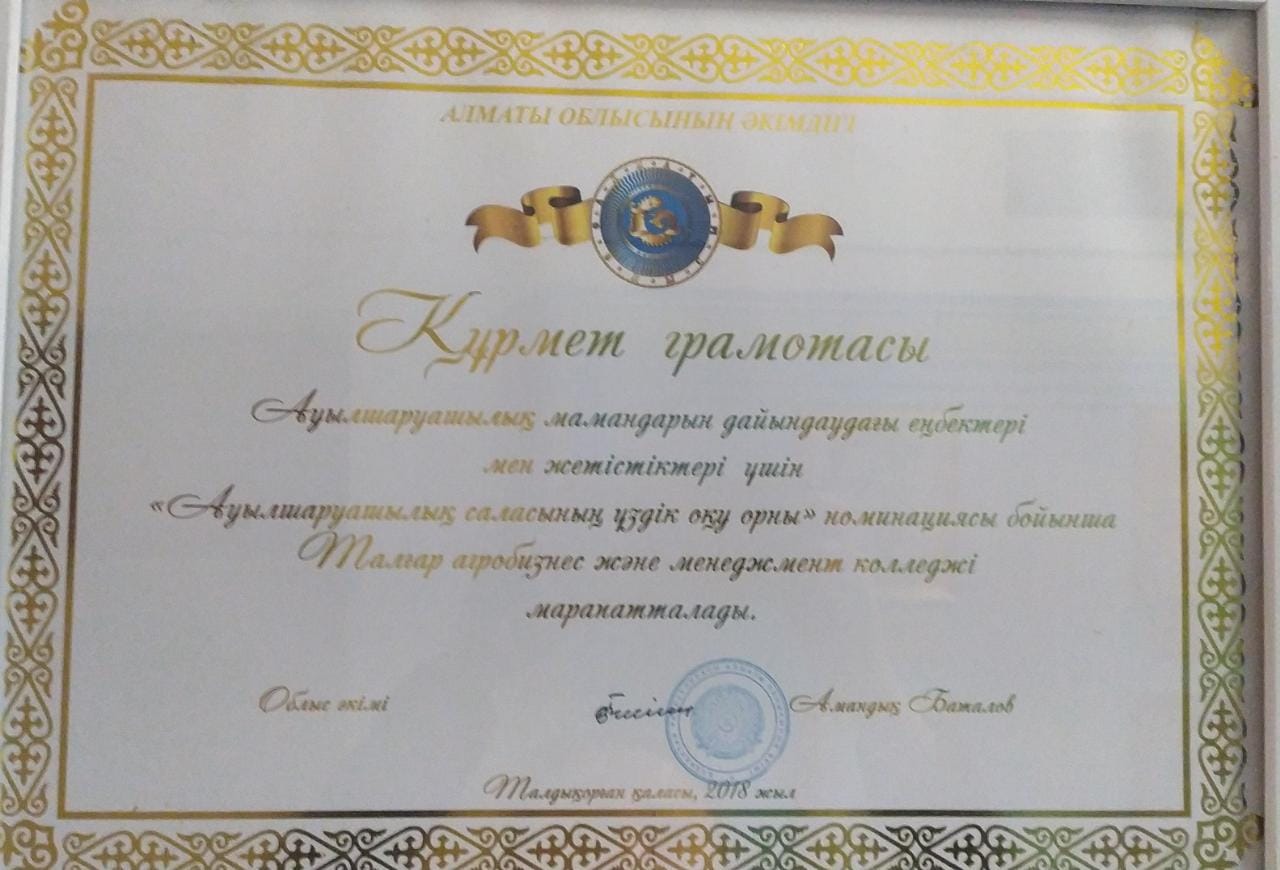 АЛМАТЫ ОБЛЫСЫНЫҢ ӘКІМДІГІ
Құрмет грамотасы
Ауылшаруашылық мамандарын дайындаудағы еңбектері
мен жетістіктері үшін
«Ауылшаруашылық саласының үздік оқу орны» номинациясы бойынша
Талғар агробизнес және менеджмент колледжі
марапатталады.
Облыс әкімі
Амандық Баталов
Талдықорған қаласы, 2018 жыл